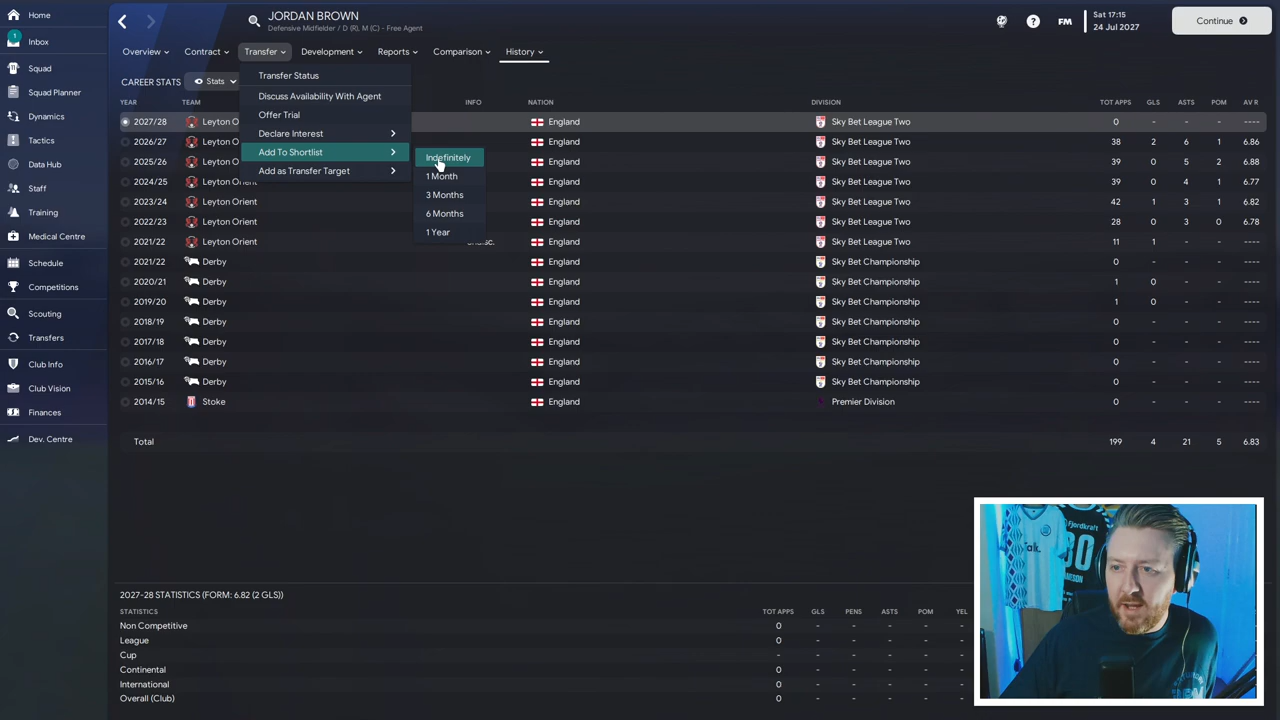 Home
1
Inbox
Squad
Squad Planner
Dynamics
Tactics
Data Hub
Staff
Training
Medical Centre
Schedule
Competitions
Scouting
Transfers
Club Info
Club Vision
Finances
Dev. Centre
JORDAN BROWN
Defensive Midfielder / D (R), M (C) - Free Agent
? FM Sat 17:15
24 Jul 2027
Continue
Overview Contract Transfer Development Reports Comparison History
CAREER STATS Stats
Transfer Status
Discuss Availability With Agent
Offer Trial
Declare Interest
Add To Shortlist
Add as Transfer Target
Indefinitely
1 Month
3 Months
6 Months
1 Year
YEAR TEAM INFO NATION DIVISION TOT APPS GLS ASTS POM AV R
2027/28 Leyton O England Sky Bet League Two 0 - - - ----
2026/27 Leyton O England Sky Bet League Two 38 2 6 1 6.86
2025/26 Leyton O England Sky Bet League Two 39 0 5 2 6.88
2024/25 Leyton Orient England Sky Bet League Two 39 0 4 1 6.77
2023/24 Leyton Orient England Sky Bet League Two 42 1 3 1 6.82
2022/23 Leyton Orient England Sky Bet League Two 28 0 3 0 6.78
2021/22 Leyton Orient England Sky Bet League Two 11 1 - - ----
2021/22 Derby England Sky Bet Championship 0 - - - ----
2020/21 Derby England Sky Bet Championship 1 0 - - ----
2019/20 Derby England Sky Bet Championship 1 0 - - ----
2018/19 Derby England Sky Bet Championship 0 - - - ----
2017/18 Derby England Sky Bet Championship 0 - - - ----
2016/17 Derby England Sky Bet Championship 0 - - - ----
2015/16 Derby England Sky Bet Championship 0 - - - ----
2014/15 Stoke England Premier Division 0 - - - ----
Total 199 4 21 5 6.83
2027-28 STATISTICS (FORM: 6.82 (2 GLS))
STATISTICS TOT APPS GLS PENS ASTS POM YEL
Non Competitive 0 - - - - -
League 0 - - - - -
Cup - - - - - -
Continental 0 - - - - -
International 0 - - - - -
Overall (Club) 0 - - - - -
Fjordkraft